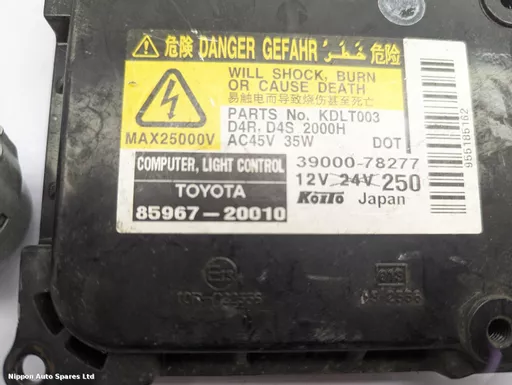 危険 DANGER GEFAHR خطر 危险
WILL SHOCK, BURN
OR CAUSE DEATH
易触电而导致烧伤甚至死亡
MAX25000V
PARTS No. KDLT003
D4R, D4S 2000H
AC45V 35W DOT
COMPUTER, LIGHT CONTROL
39000-78277
TOYOTA
12V 24V 250
85967-20010
Koito Japan
955185162
E13
Nippon Auto Spares Ltd